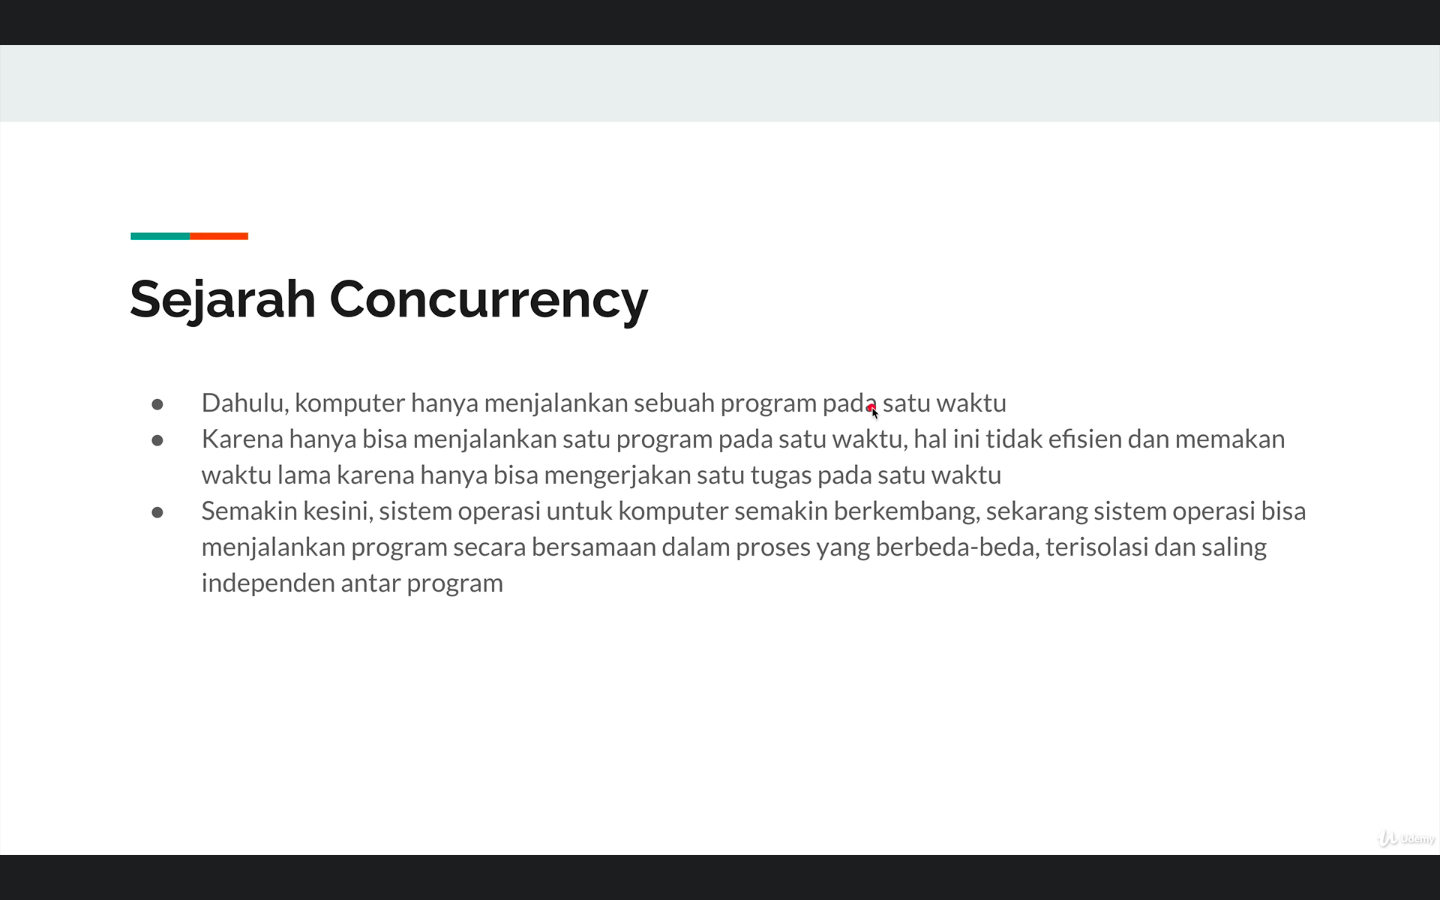 Sejarah Concurrency
● Dahulu, komputer hanya menjalankan sebuah program pada satu waktu
● Karena hanya bisa menjalankan satu program pada satu waktu, hal ini tidak efisien dan memakan
waktu lama karena hanya bisa mengerjakan satu tugas pada satu waktu
● Semakin kesini, sistem operasi untuk komputer semakin berkembang, sekarang sistem operasi bisa
menjalankan program secara bersamaan dalam proses yang berbeda-beda, terisolasi dan saling
independen antar program
Udemy